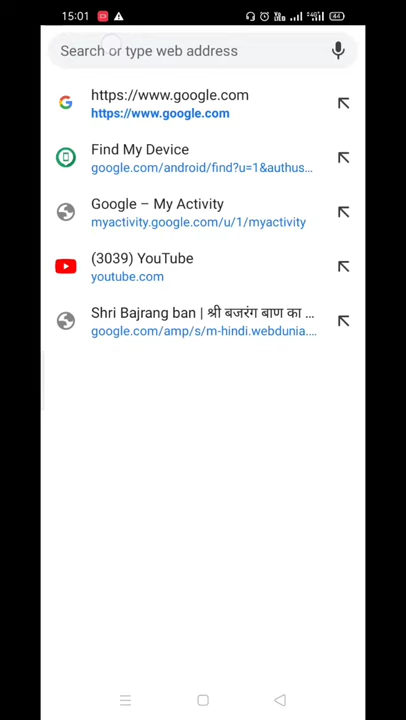 15:01
44
Search or type web address
https://www.google.com
https://www.google.com
Find My Device
google.com/android/find?u=1&authus...
Google – My Activity
myactivity.google.com/u/1/myactivity
(3039) YouTube
youtube.com
Shri Bajrang ban | श्री बजरंग बाण का ...
google.com/amp/s/m-hindi.webdunia....